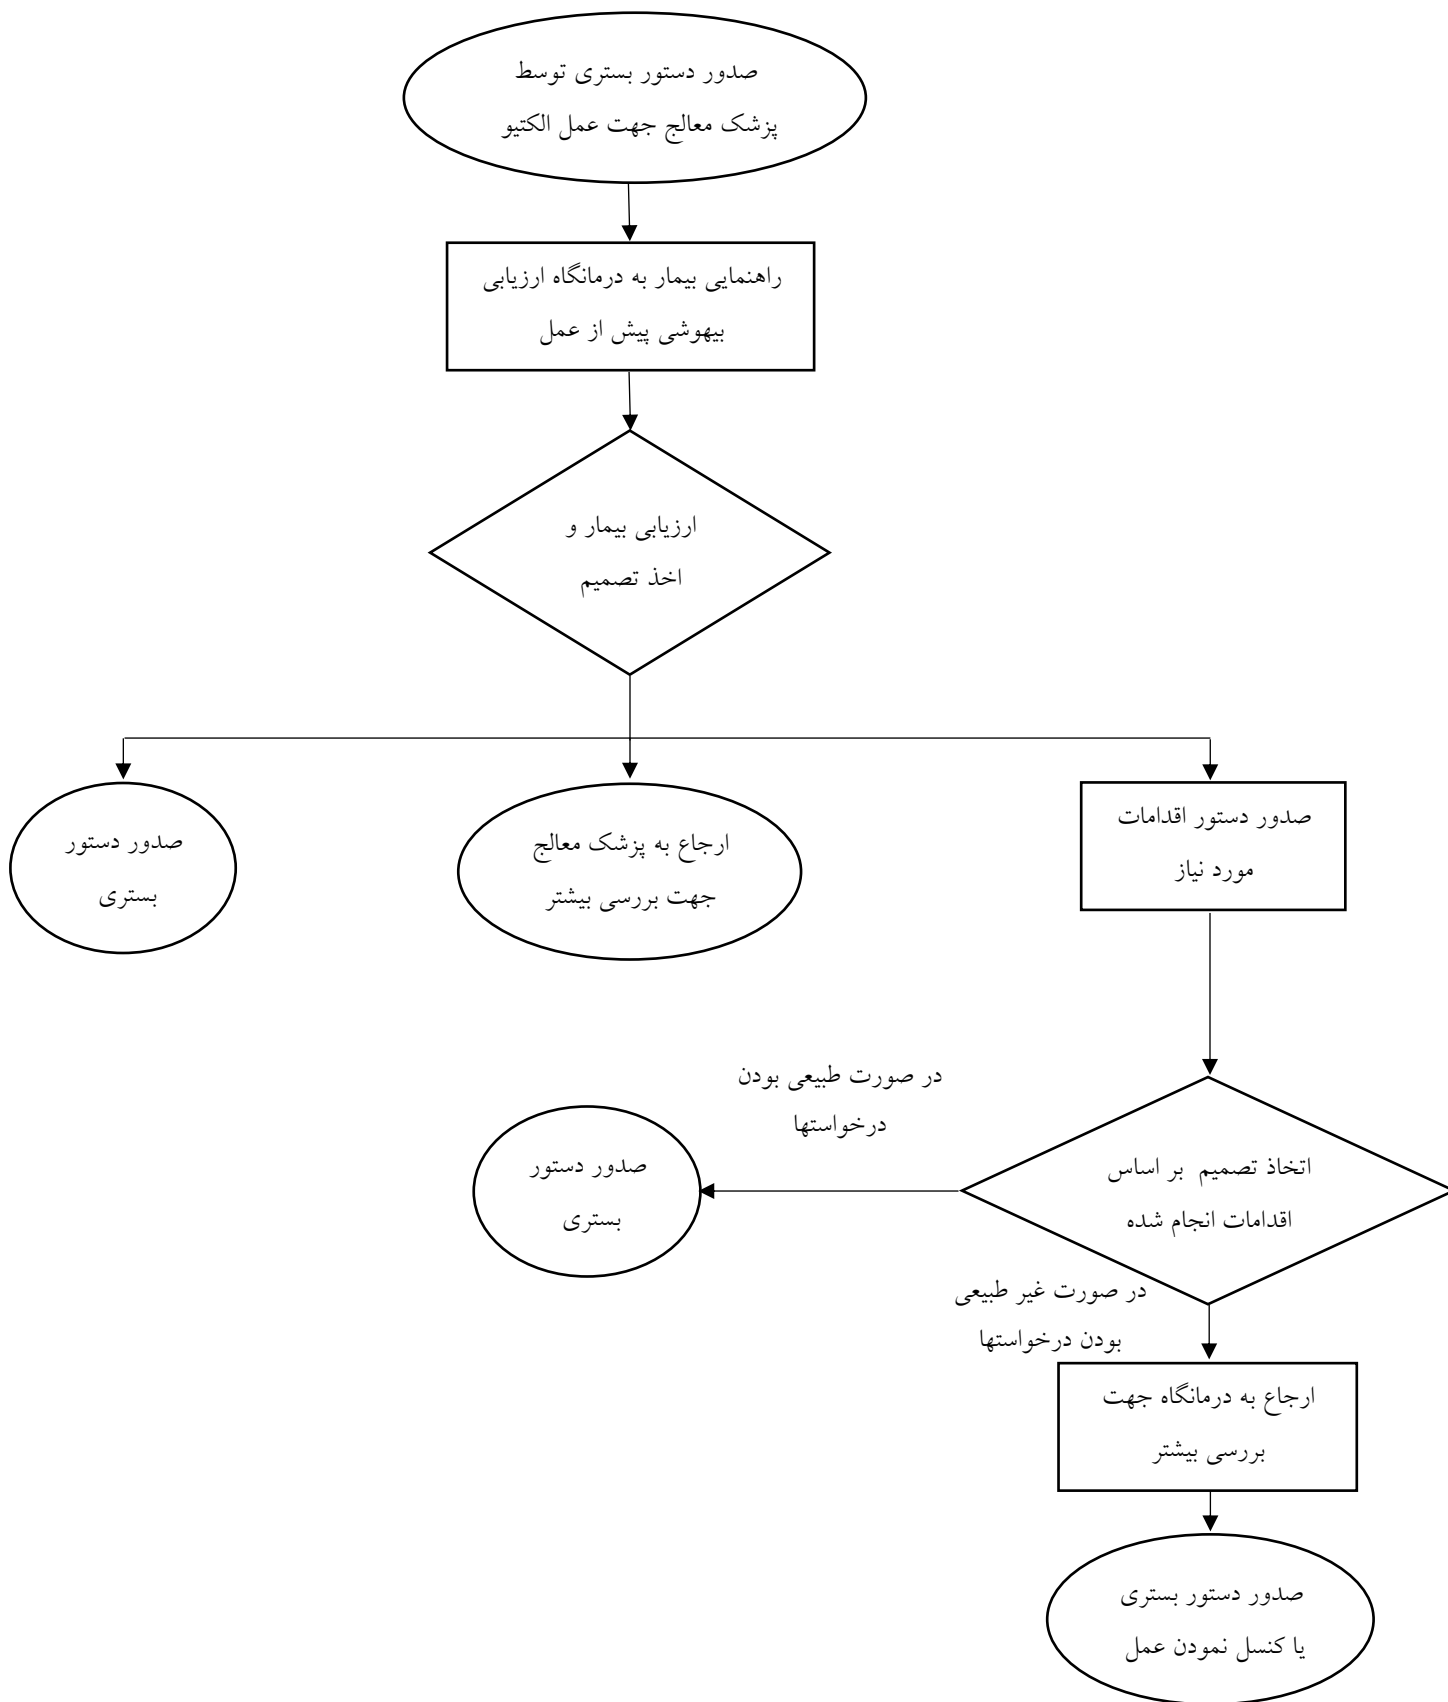 صدور دستور بستری توسط
پزشک معالج جهت عمل الکتیو
راهنمایی بیمار به درمانگاه ارزیابی
بیهوشی پیش از عمل
ارزیابی بیمار و
اخذ تصمیم
صدور دستور اقدامات
مورد نیاز
ارجاع به پزشک معالج
جهت بررسی بیشتر
صدور دستور
بستری
در صورت طبیعی بودن
درخواستها
اتخاذ تصمیم  بر اساس
اقدامات انجام شده
صدور دستور
بستری
در صورت غیر طبیعی
بودن درخواستها
ارجاع به درمانگاه جهت
بررسی بیشتر
صدور دستور بستری
یا کنسل نمودن عمل